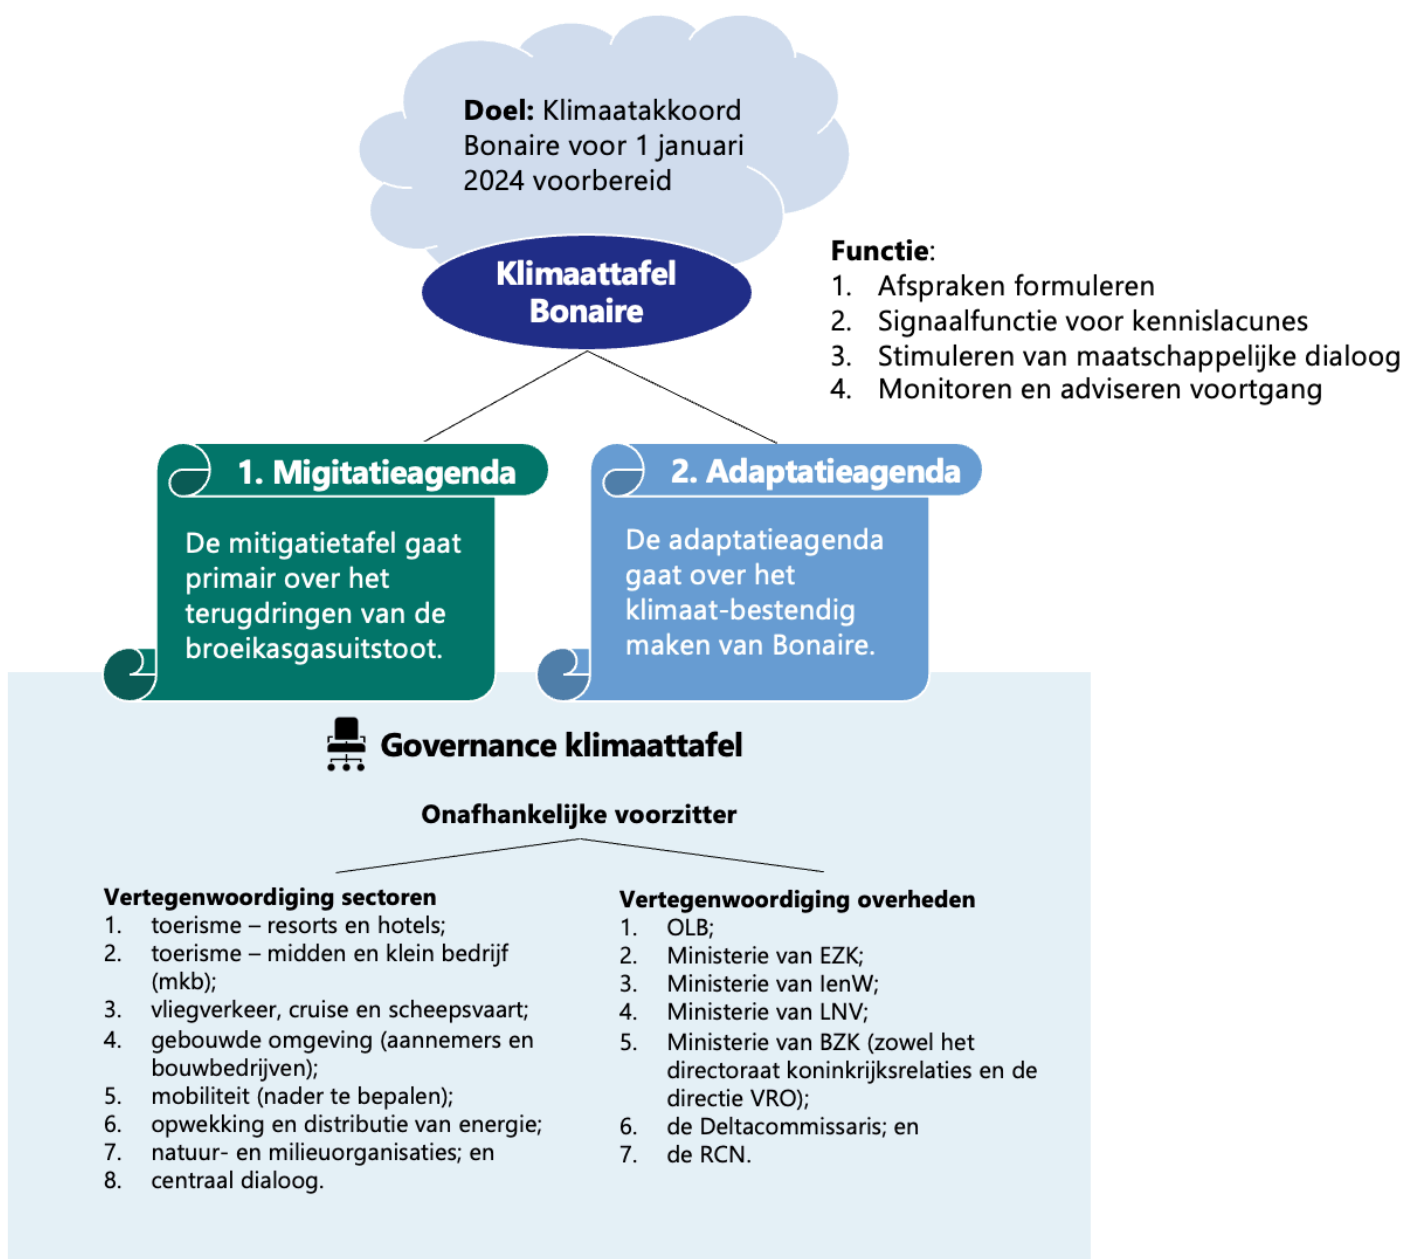 Doel: Klimaatakkoord
Bonaire voor 1 januari
2024 voorbereid
Klimaattafel
Bonaire
Functie:
1. Afspraken formuleren
2. Signaalfunctie voor kennislacunes
3. Stimuleren van maatschappelijke dialoog
4. Monitoren en adviseren voortgang
1. Migitatieagenda
De mitigatietafel gaat
primair over het
terugdringen van de
broeikasgasuitstoot.
2. Adaptatieagenda
De adaptatieagenda
gaat over het
klimaat-bestendig
maken van Bonaire.
Governance klimaattafel
Onafhankelijke voorzitter
Vertegenwoordiging sectoren
1. toerisme – resorts en hotels;
2. toerisme – midden en klein bedrijf
(mkb);
3. vliegverkeer, cruise en scheepsvaart;
4. gebouwde omgeving (aannemers en
bouwbedrijven);
5. mobiliteit (nader te bepalen);
6. opwekking en distributie van energie;
7. natuur- en milieuorganisaties; en
8. centraal dialoog.
Vertegenwoordiging overheden
1. OLB;
2. Ministerie van EZK;
3. Ministerie van IenW;
4. Ministerie van LNV;
5. Ministerie van BZK (zowel het
directoraat koninkrijksrelaties en de
directie VRO);
6. de Deltacommissaris; en
7. de RCN.